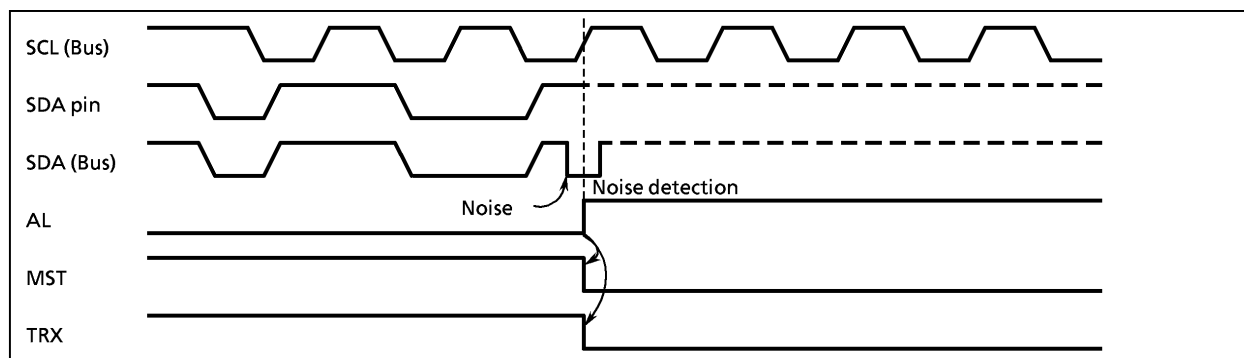 SCL (Bus)
SDA pin
SDA (Bus)
Noise detection
Noise
AL
MST
TRX